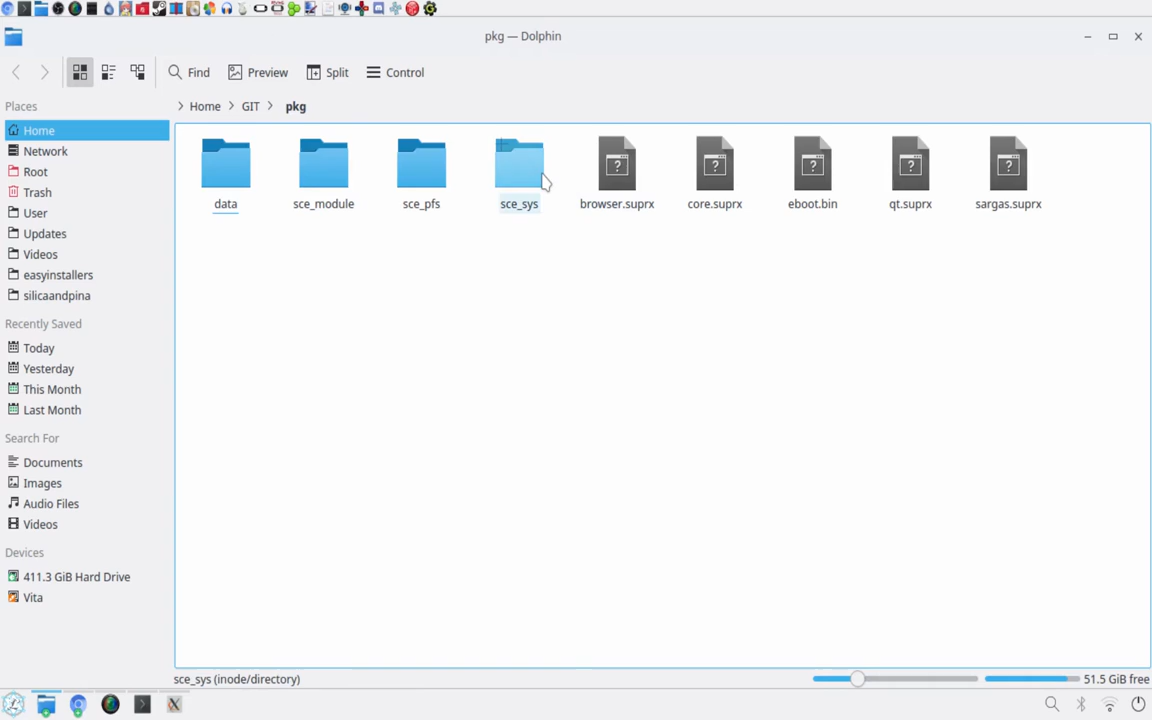 pkg — Dolphin
Find
Preview
Split
Control
Places
Home
GIT
pkg
Home
Network
Root
Trash
User
Updates
Videos
easyinstallers
silicaandpina
Recently Saved
Today
Yesterday
This Month
Last Month
Search For
Documents
Images
Audio Files
Videos
Devices
411.3 GiB Hard Drive
Vita
data
sce_module
sce_pfs
sce_sys
browser.suprx
core.suprx
eboot.bin
qt.suprx
sargas.suprx
sce_sys (inode/directory)
51.5 GiB free